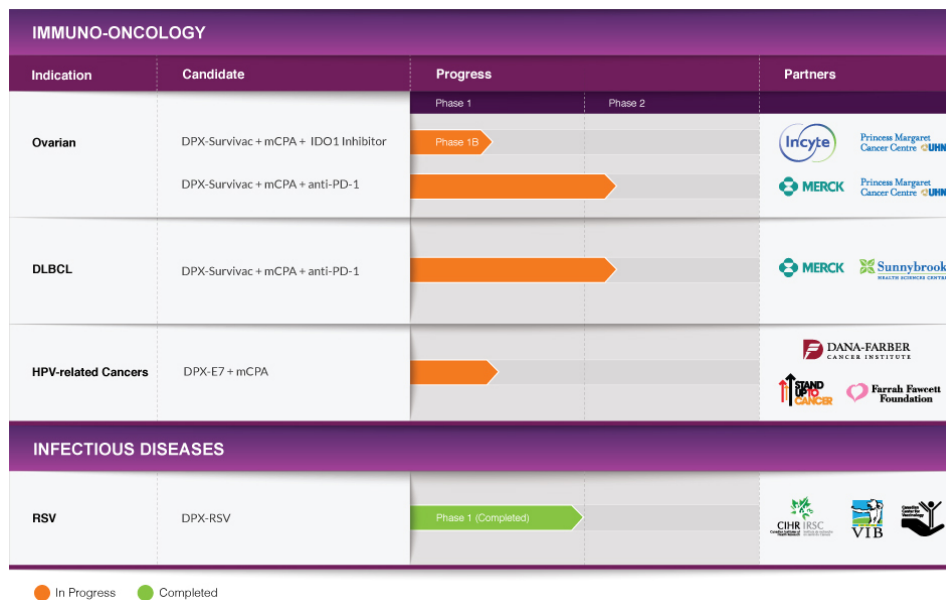 IMMUNO-ONCOLOGY
Indication Candidate Progress Partners
Phase 1 Phase 2
Ovarian DPX-Survivac + mCPA + IDO1 Inhibitor Phase 1B Incyte Princess Margaret
Cancer Centre UHN
DPX-Survivac + mCPA + anti-PD-1 MERCK Princess Margaret
Cancer Centre UHN
DLBCL DPX-Survivac + mCPA + anti-PD-1 MERCK Sunnybrook
HEALTH SCIENCES CENTRE
DANA-FARBER
CANCER INSTITUTE
HPV-related Cancers DPX-E7 + mCPA
STAND
UP TO
CANCER
Farrah Fawcett
Foundation
INFECTIOUS DISEASES
RSV DPX-RSV Phase 1 (Completed) CIHR IRSC VIB
In Progress Completed